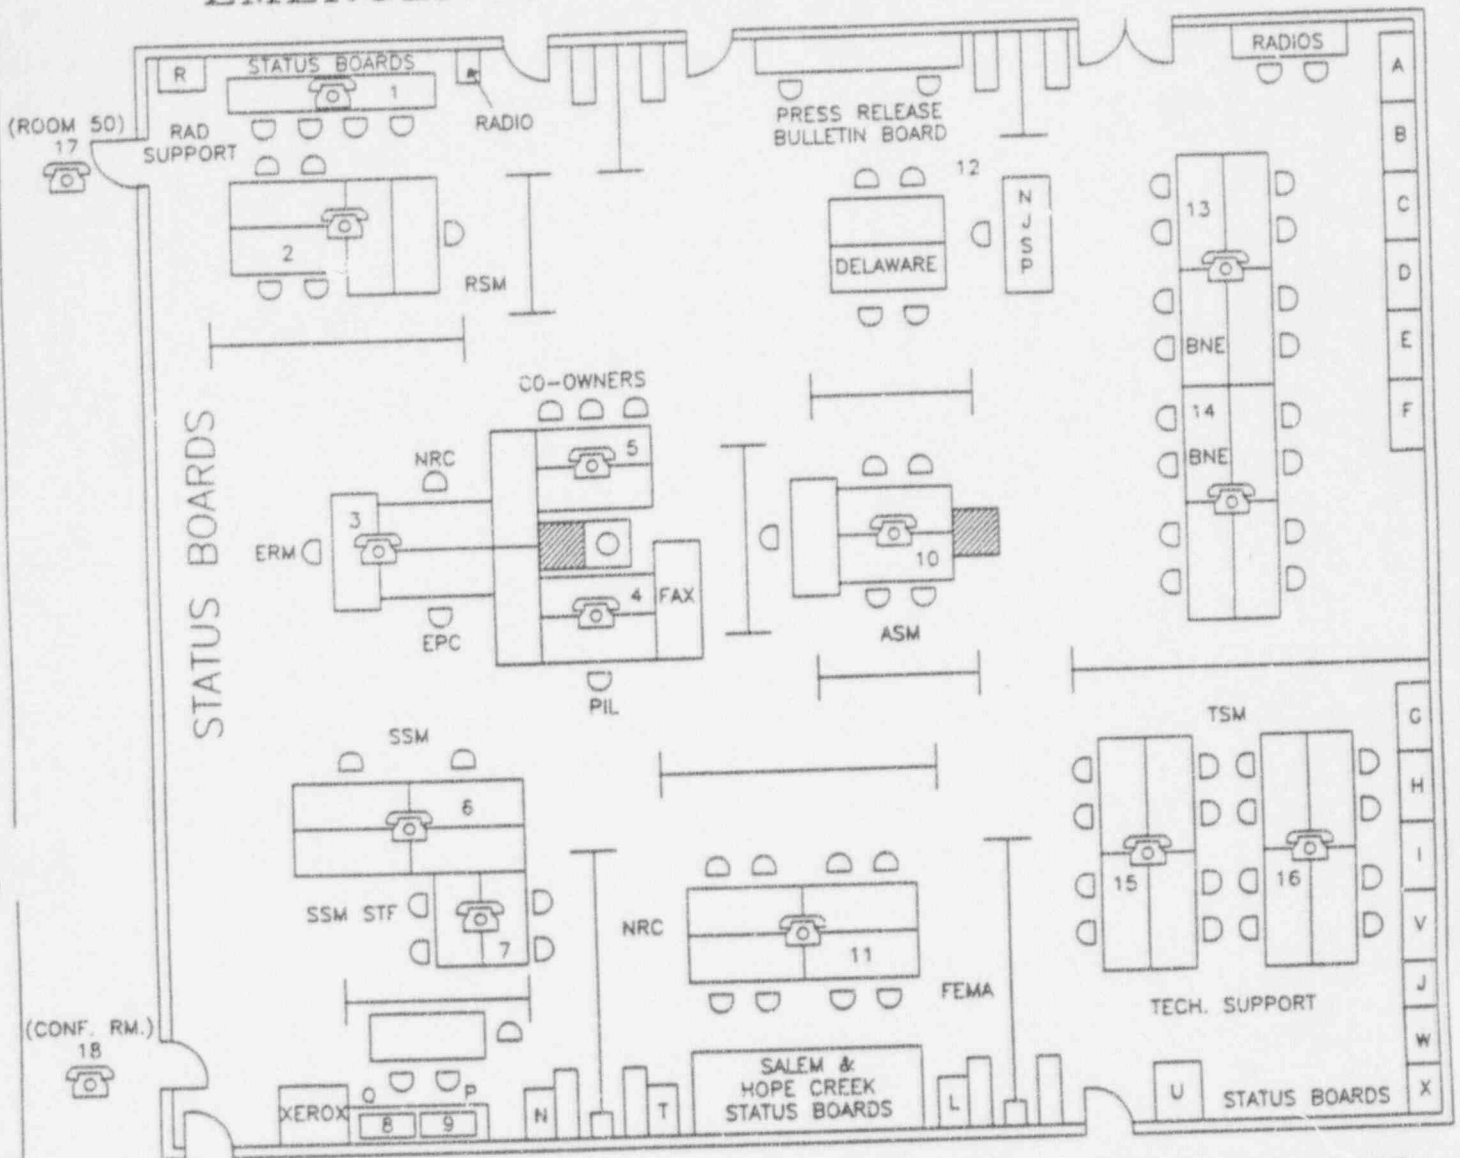 R
STATUS BOARDS
1
RADIO
RADIOS
A
(ROOM 50)
17
RAD
SUPPORT
PRESS RELEASE
BULLETIN BOARD
B
12
2
RSM
DELAWARE
N
J
S
P
13
C
D
BNE
E
14
F
BNE
CO-OWNERS
5
NRC
3
ERM
STATUS BOARDS
4
FAX
EPC
PIL
10
ASM
SSM
6
SSM STF
7
NRC
11
FEMA
TSM
G
H
I
15
16
V
J
TECH. SUPPORT
W
(CONF. RM.)
18
XEROX
Q
P
8
9
N
T
SALEM &
HOPE CREEK
STATUS BOARDS
L
U
STATUS BOARDS
X